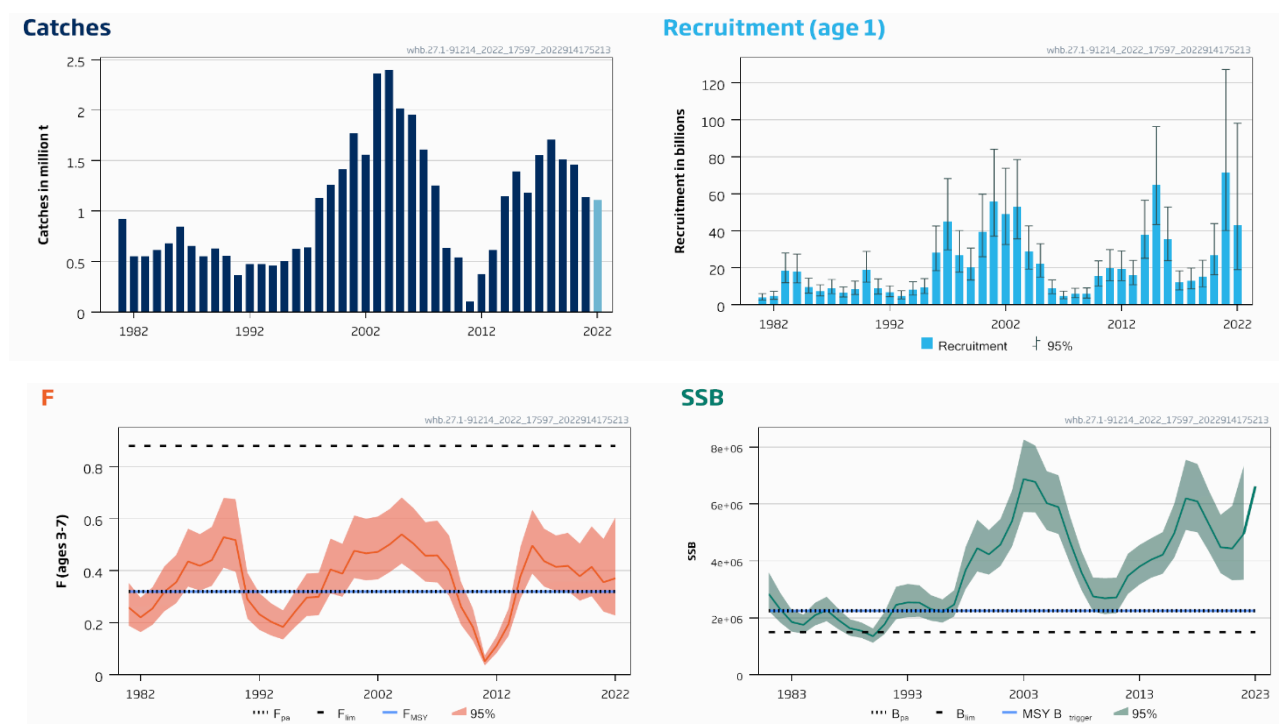 Catches
whb.27.1-91214_2022_17597_2022914175213
Catches in million t
2.5
2
1.5
1
0.5
0
1982
1992
2002
2012
2022
Recruitment (age 1)
whb.27.1-91214_2022_17597_2022914175213
Recruitment in billions
120
100
80
60
40
20
0
1982
1992
2002
2012
2022
Recruitment
95%
F
whb.27.1-91214_2022_17597_2022914175213
F (ages 3-7)
0.8
0.6
0.4
0.2
0
1982
1992
2002
2012
2022
Fpa
Flim
FMSY
95%
SSB
whb.27.1-91214_2022_17597_2022914175213
SSB
8e+06
6e+06
4e+06
2e+06
0
1983
1993
2003
2013
2023
Bpa
Blim
MSY B trigger
95%